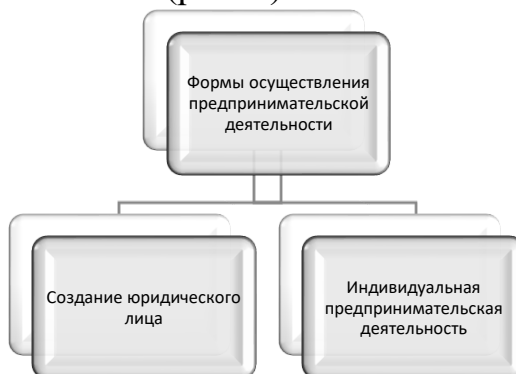 Формы осуществления
предпринимательской
деятельности
Создание юридического
лица
Индивидуальная
предпринимательская
деятельность